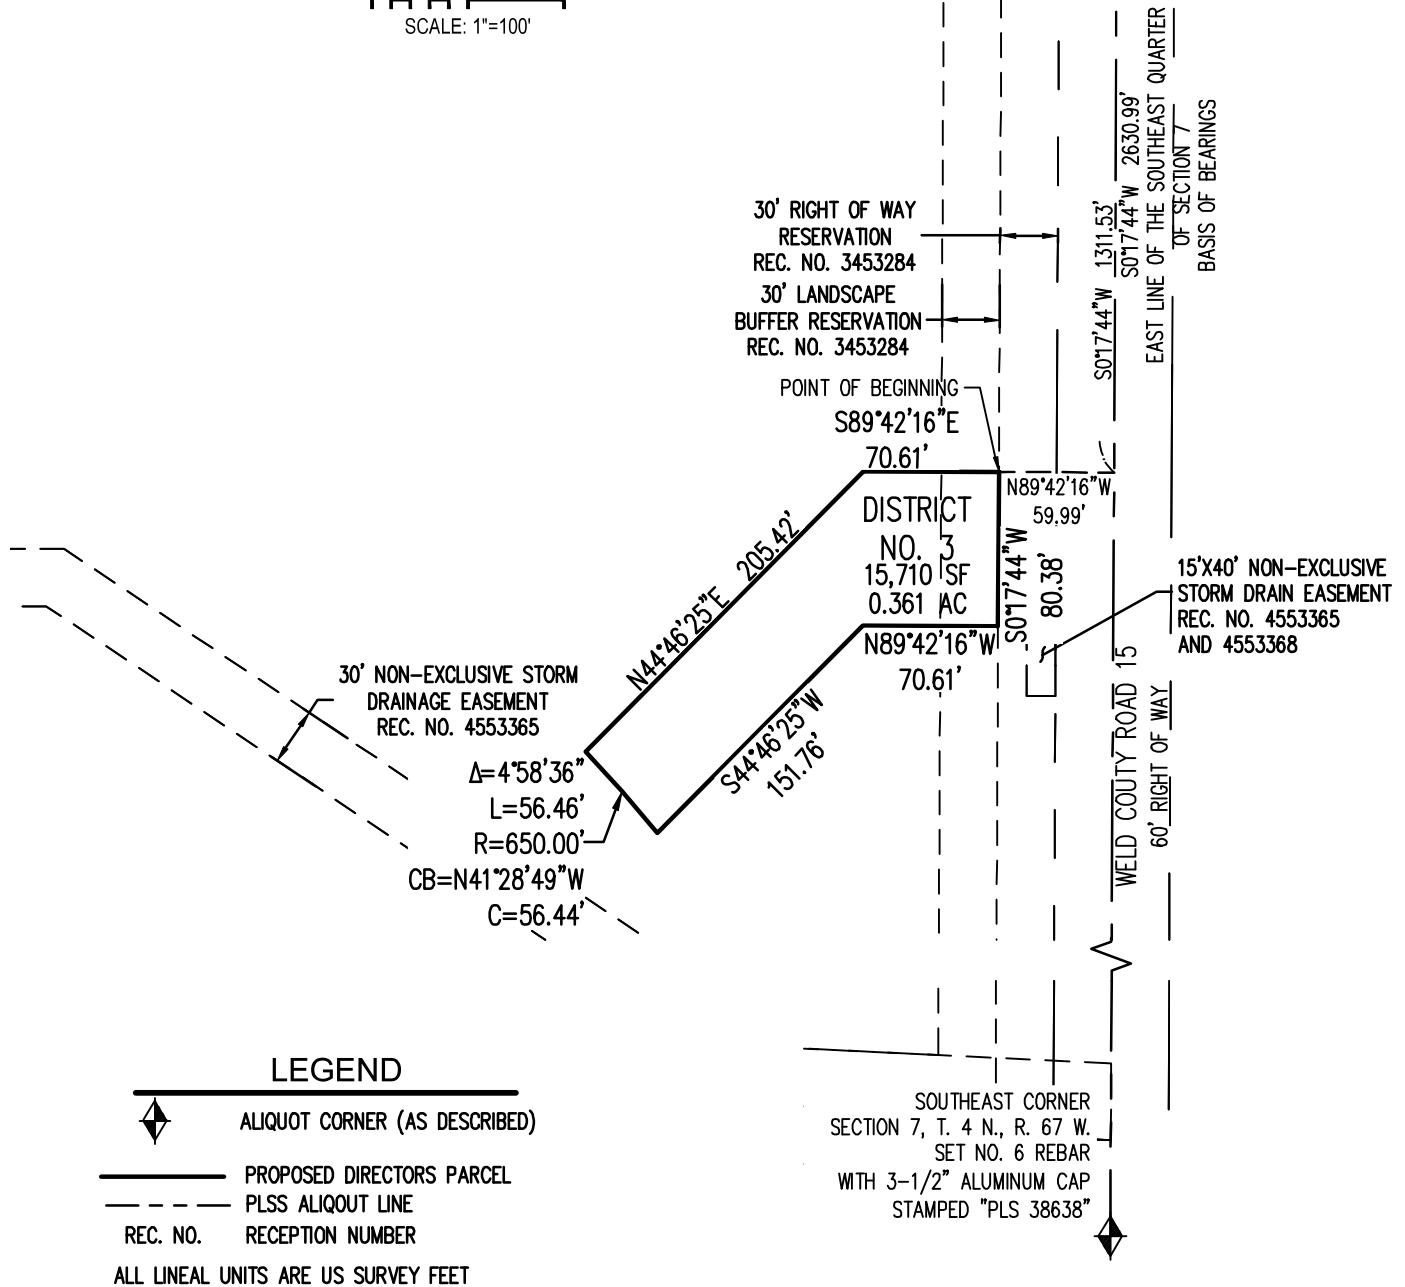 SCALE: 1"=100'
S0°17'44"W 1311.53'
S0°17'44"W 2630.99'
EAST LINE OF THE SOUTHEAST QUARTER
OF SECTION 7
BASIS OF BEARINGS
30' RIGHT OF WAY
RESERVATION
REC. NO. 3453284
30' LANDSCAPE
BUFFER RESERVATION
REC. NO. 3453284
POINT OF BEGINNING
S89°42'16"E
70.61'
N89°42'16"W
59.99'
DISTRICT
NO. 3
15,710 SF
0.361 AC
N44°46'25"E 205.42'
S0°17'44"W
80.38'
15'X40' NON-EXCLUSIVE
STORM DRAIN EASEMENT
REC. NO. 4553365
AND 4553368
N89°42'16"W
70.61'
S44°46'25"W
151.76'
30' NON-EXCLUSIVE STORM
DRAINAGE EASEMENT
REC. NO. 4553365
Δ=4°58'36"
L=56.46'
R=650.00'
CB=N41°28'49"W
C=56.44'
WELD COUTY ROAD 15
60' RIGHT OF WAY
LEGEND
ALIQUOT CORNER (AS DESCRIBED)
PROPOSED DIRECTORS PARCEL
PLSS ALIQOUT LINE
REC. NO. RECEPTION NUMBER
ALL LINEAL UNITS ARE US SURVEY FEET
SOUTHEAST CORNER
SECTION 7, T. 4 N., R. 67 W.
SET NO. 6 REBAR
WITH 3-1/2" ALUMINUM CAP
STAMPED "PLS 38638"